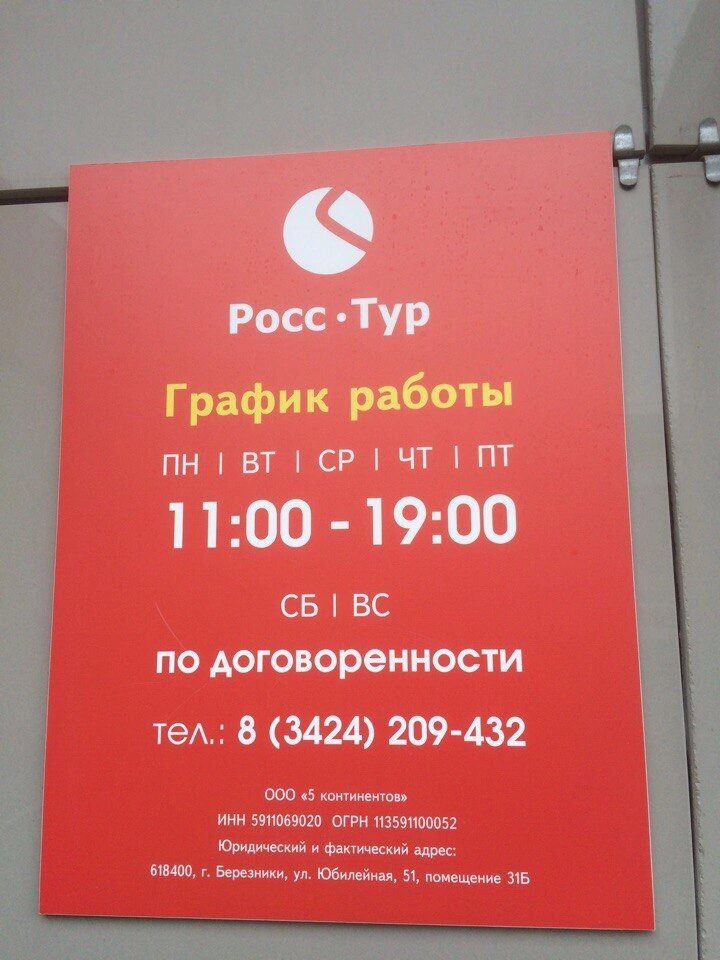 Росс·Тур
График работы
ПН | ВТ | СР | ЧТ | ПТ
11:00 - 19:00
СБ | ВС
по договоренности
тел.: 8 (3424) 209-432
ООО «5 континентов»
ИНН 5911069020 ОГРН 113591100052
Юридический и фактический адрес:
618400, г. Березники, ул. Юбилейная, 51, помещение 31Б